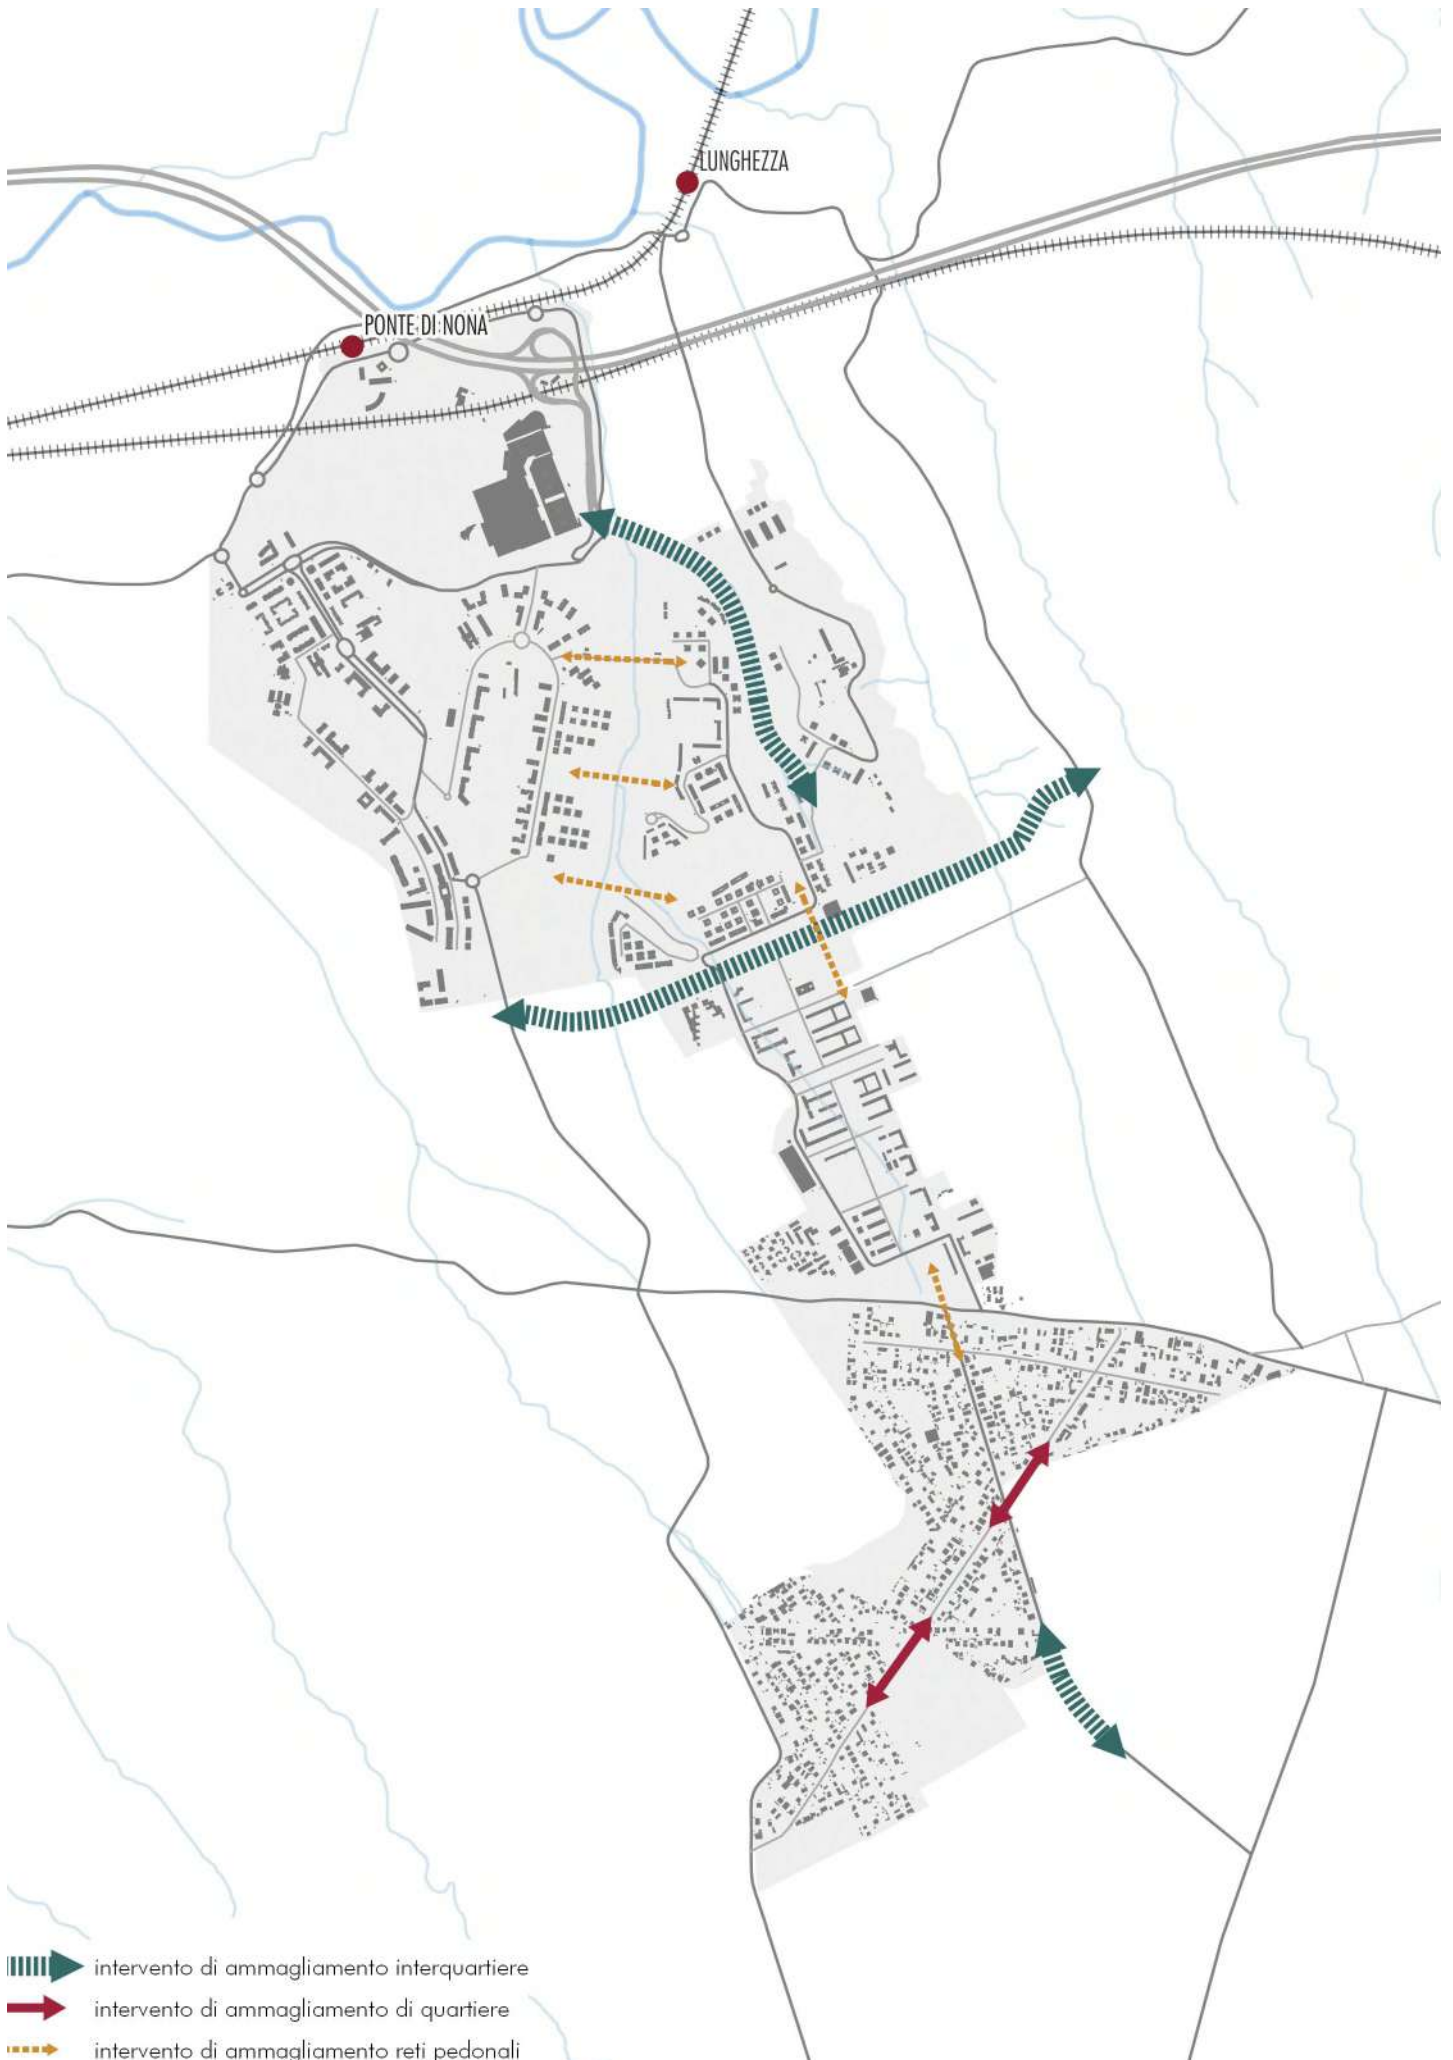 LUNGHEZZA
PONTE DI NONA
intervento di ammagliamento interquartiere
intervento di ammagliamento di quartiere
intervento di ammagliamento reti pedonali